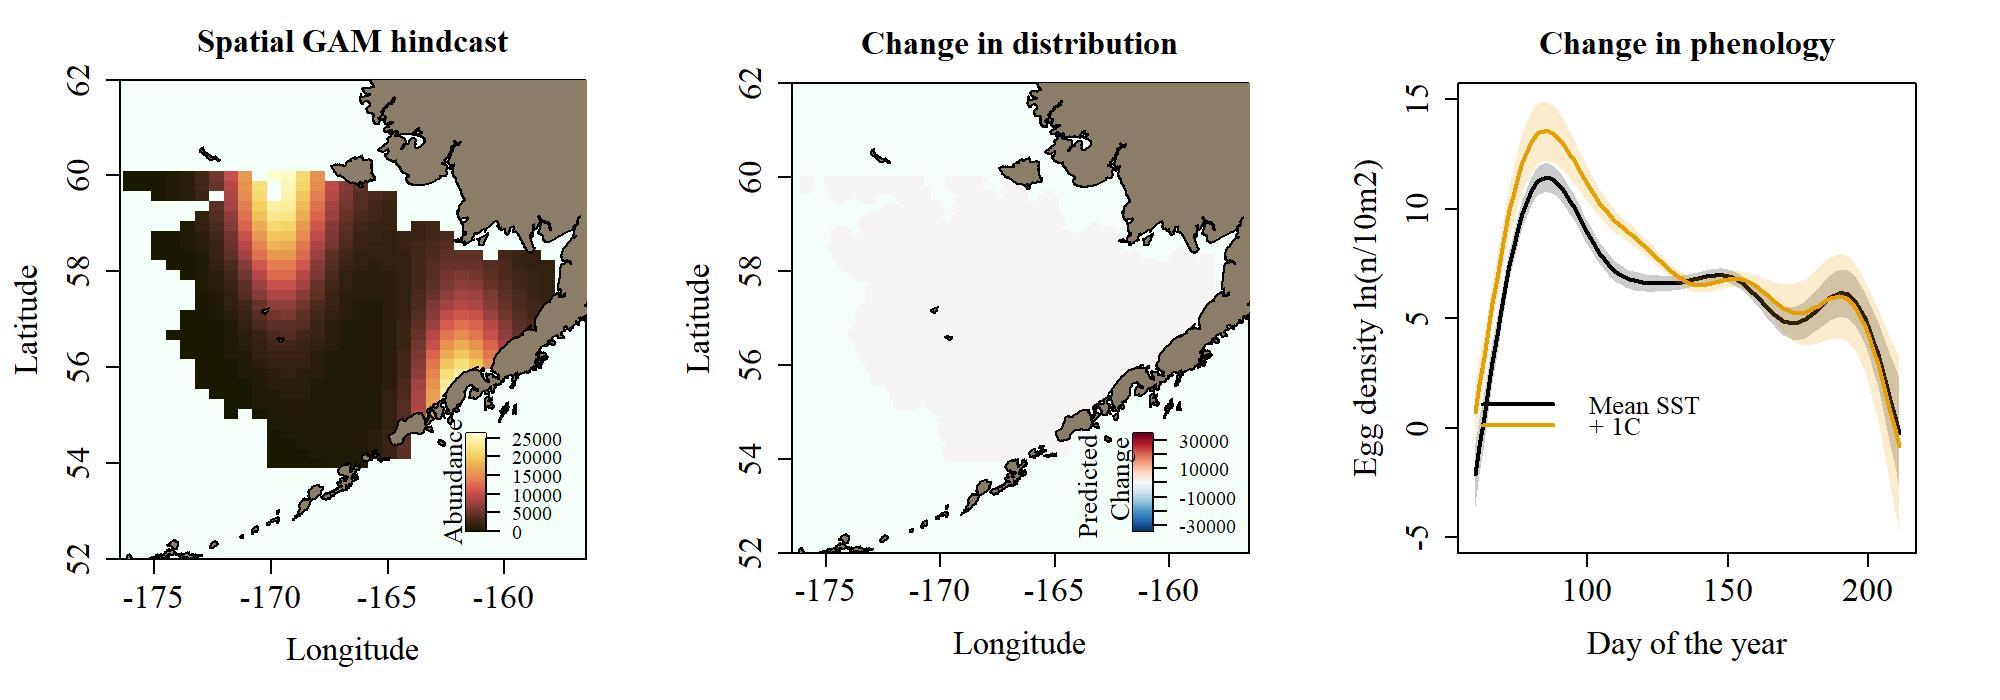 Spatial GAM hindcast
62
60
58
56
54
52
Latitude
-175 -170 -165 -160
Longitude
Abundance
25000
20000
15000
10000
5000
0
Change in distribution
62
60
58
56
54
52
Latitude
-175 -170 -165 -160
Longitude
Predicted
Change
30000
10000
-10000
-30000
Change in phenology
15
10
5
0
-5
Egg density ln(n/10m2)
Mean SST
+ 1C
100 150 200
Day of the year